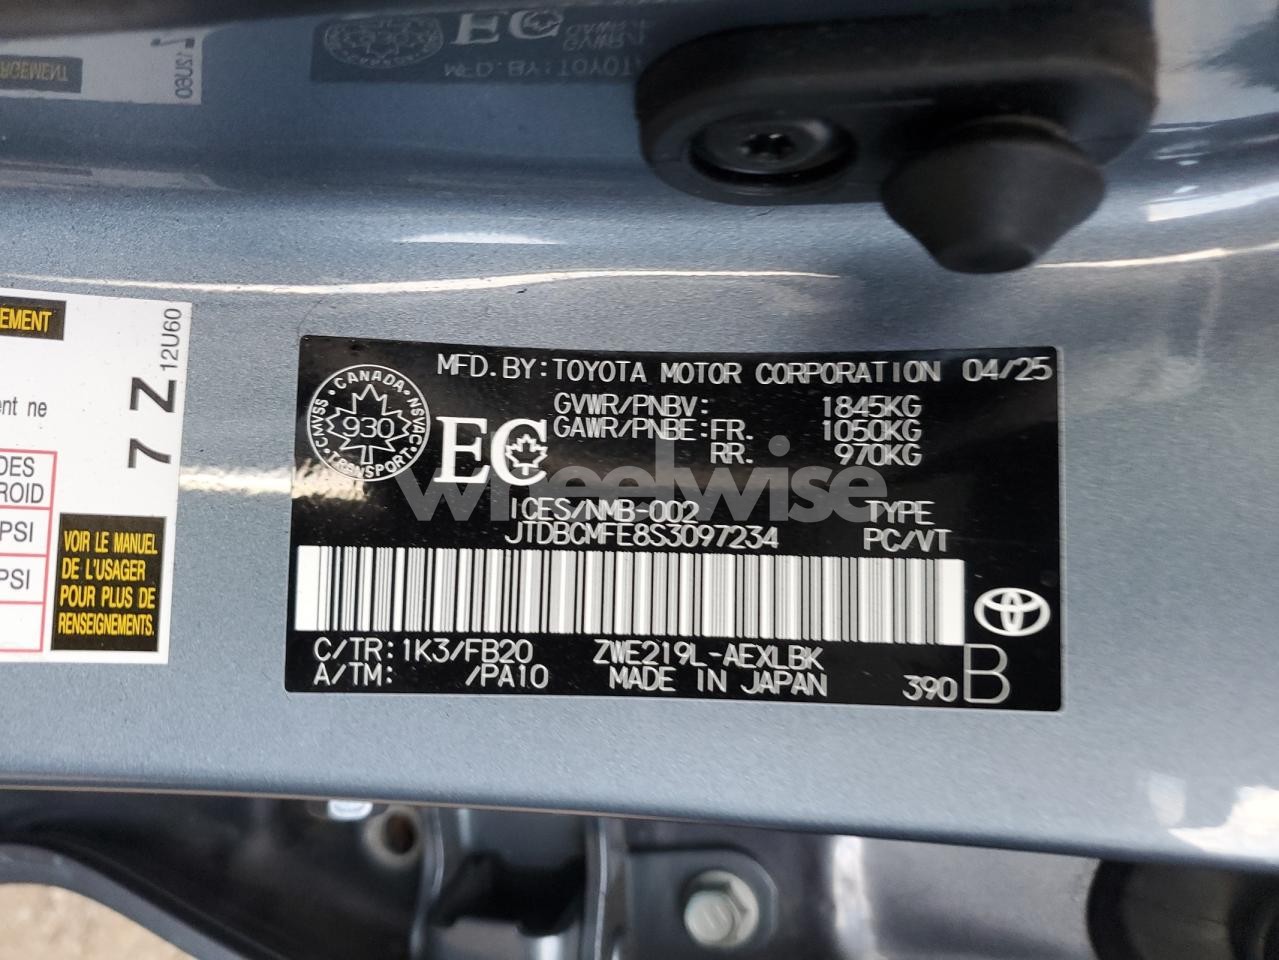 12U60
EMENT
7 Z
12U60
ent ne
DES
ROID
PSI
PSI
VOIR LE MANUEL
DE L'USAGER
POUR PLUS DE
RENSEIGNEMENTS.
MFD. BY: TOYOTA MOTOR CORPORATION 04/25
GVWR/PNBV: 1845KG
GAWR/PNBE: FR. 1050KG
RR. 970KG
CANADA
CMVSS 930 NSVAC
TRANSPORT
EC
wheelwise
ICES/NMB-002 TYPE
JTDBCMFE8S3097234 PC/VT
C/TR: 1K3/FB20 ZWE219L-AEXLBK
A/TM: /PA10 MADE IN JAPAN 390 B